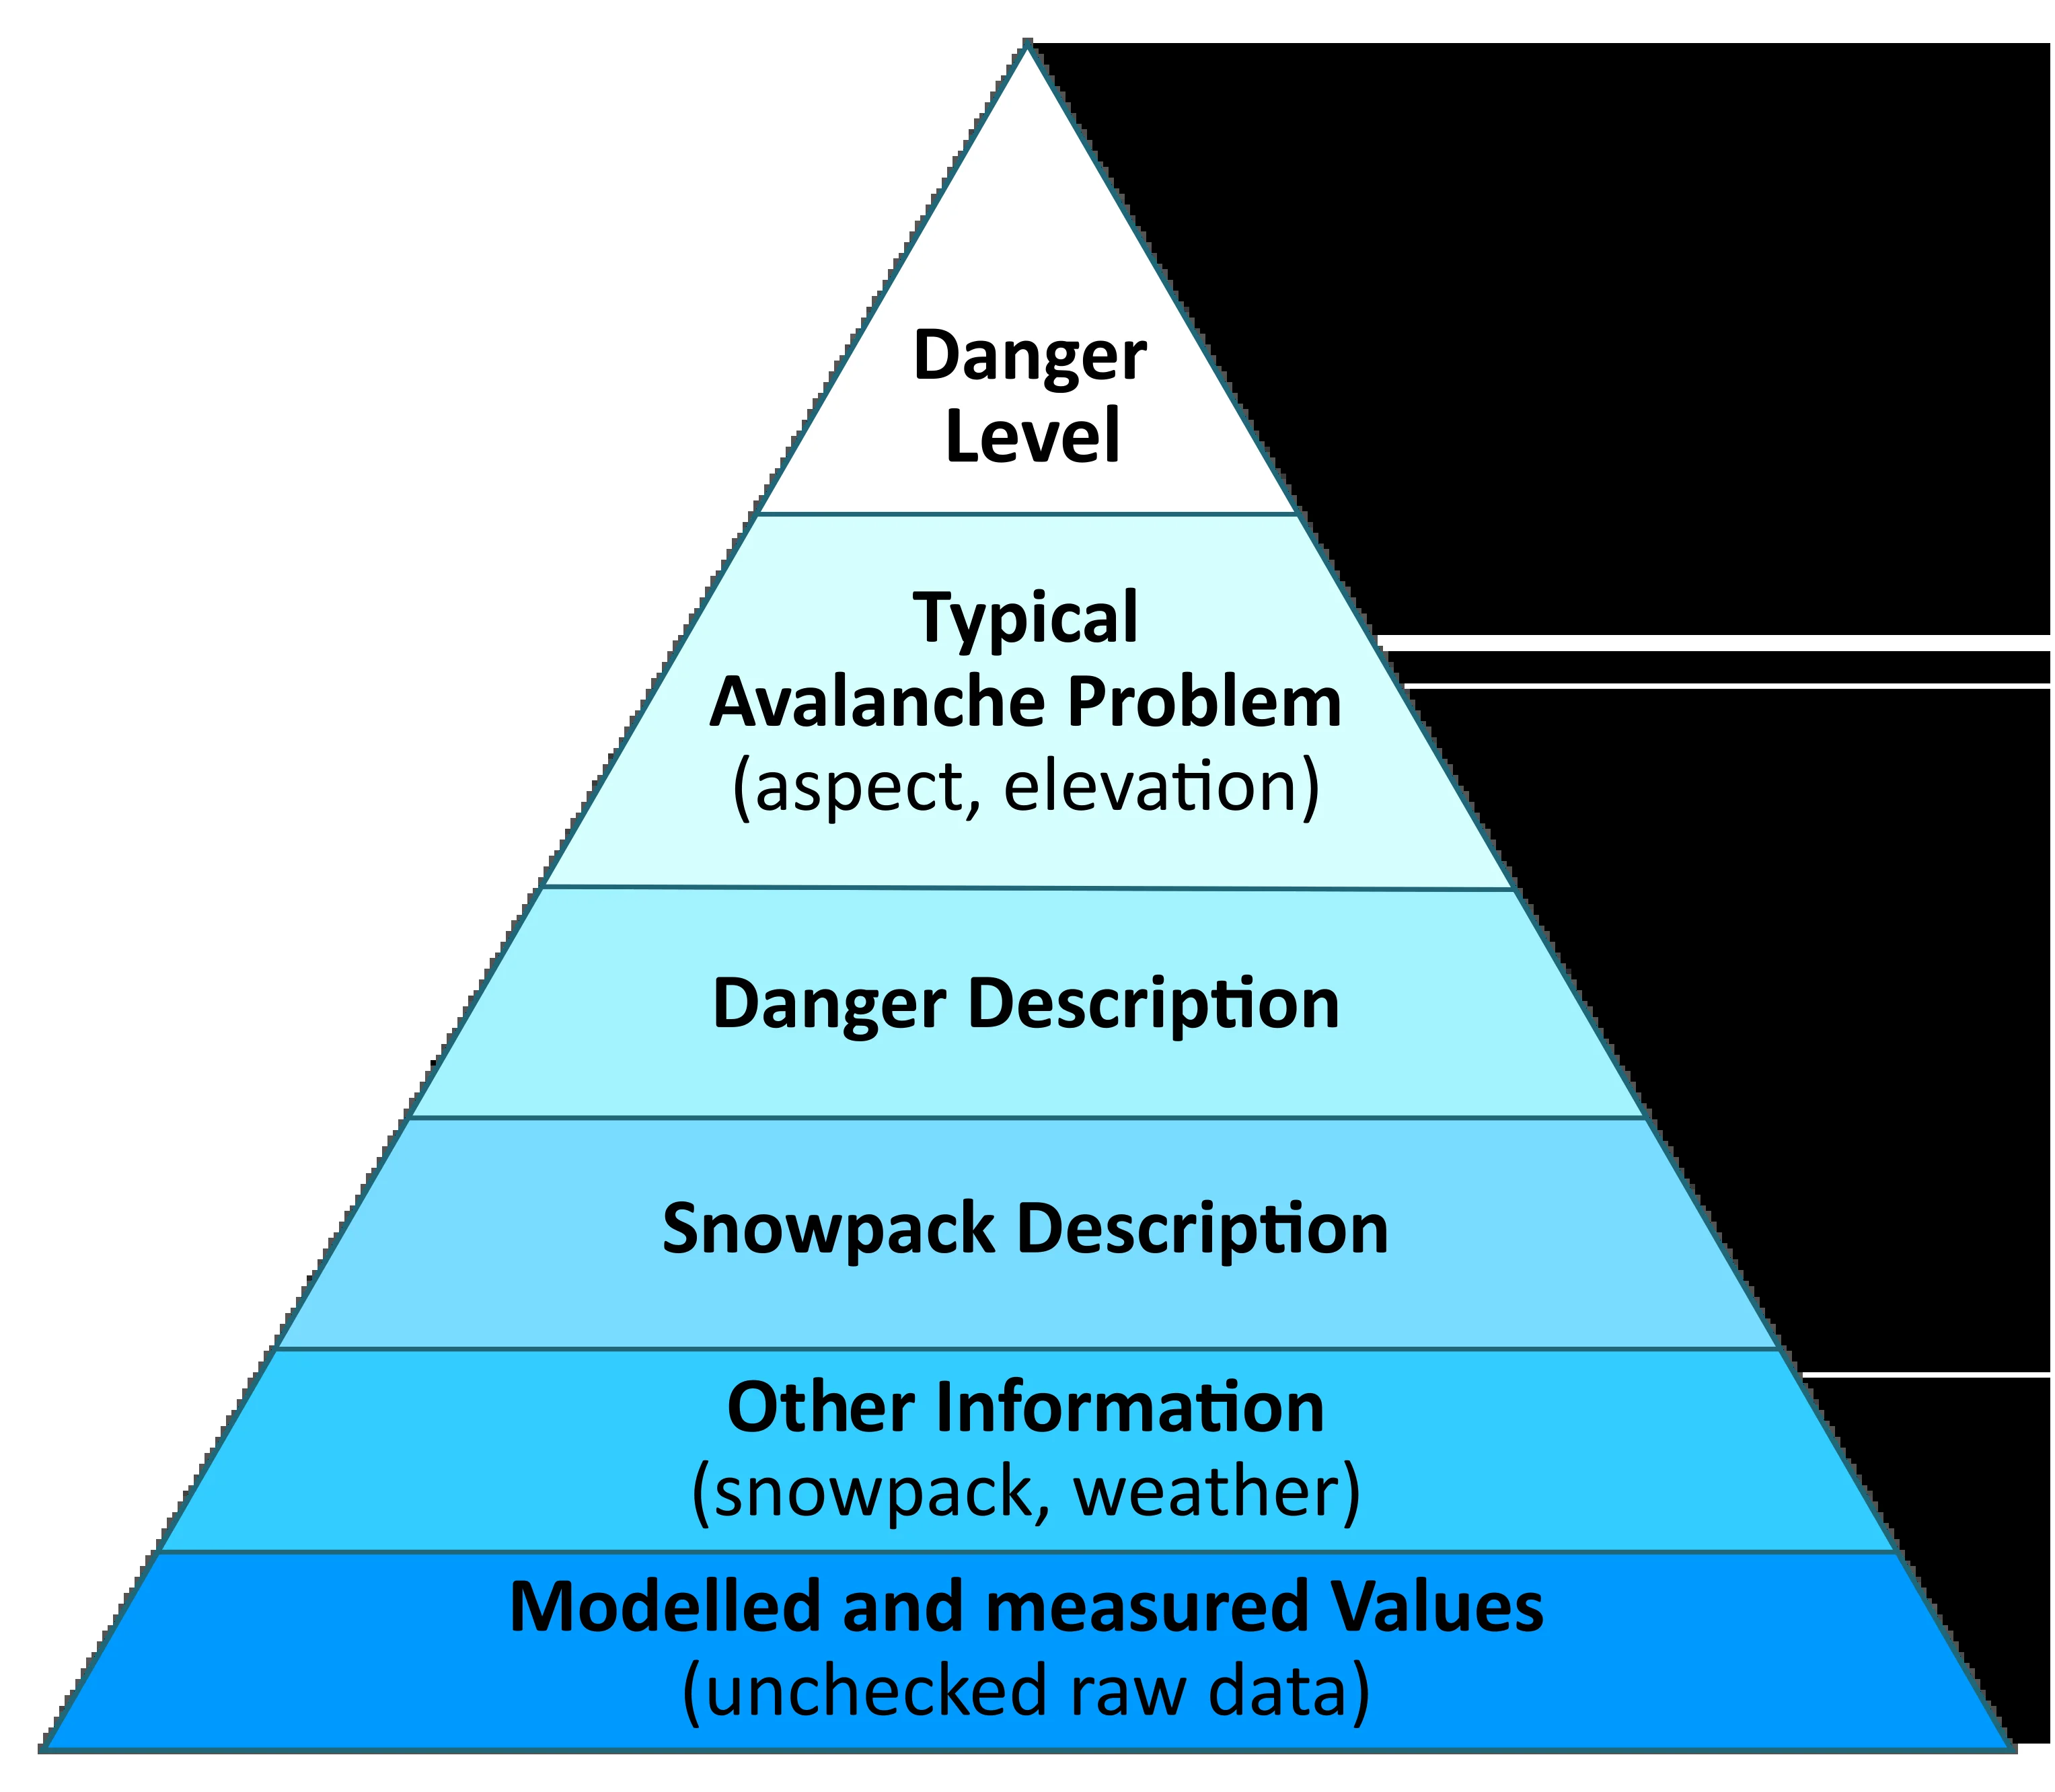 Danger
Level
Typical
Avalanche Problem
(aspect, elevation)
Danger Description
Snowpack Description
Other Information
(snowpack, weather)
Modelled and measured Values
(unchecked raw data)